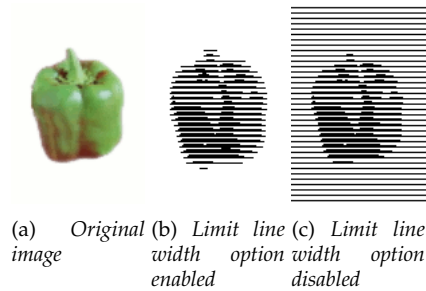 (a) Original image
(b) Limit line width option enabled
(c) Limit line width option disabled